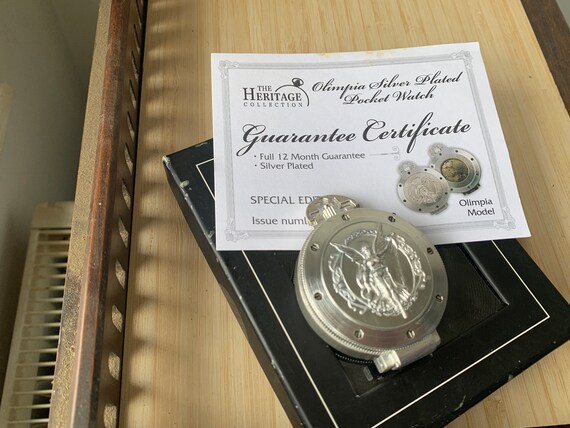 THE
HERITAGE
COLLECTION
Olimpia Silver Plated
Pocket Watch
Guarantee Certificate
• Full 12 Month Guarantee
• Silver Plated
SPECIAL EDI
Issue num
Olimpia
Model